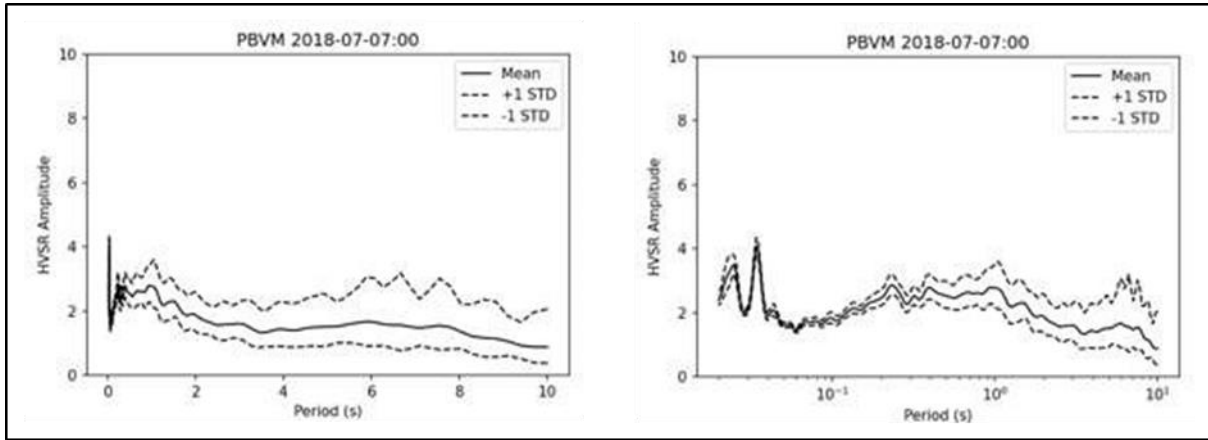 PBVM 2018-07-07:00
HVSR Amplitude
10
8
6
4
2
0
Mean
+1 STD
-1 STD
0 2 4 6 8 10
Period (s)
PBVM 2018-07-07:00
HVSR Amplitude
10
8
6
4
2
0
Mean
+1 STD
-1 STD
10⁻¹ 10⁰ 10¹
Period (s)